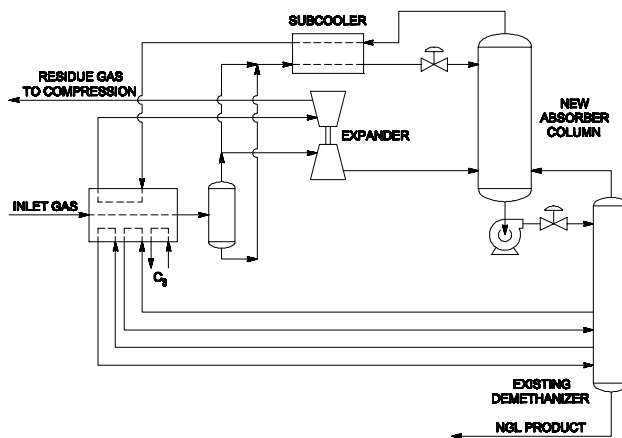 SUBCOOLER
RESIDUE GAS
TO COMPRESSION
EXPANDER
NEW
ABSORBER
COLUMN
INLET GAS
C3
EXISTING
DEMETHANIZER
NGL PRODUCT